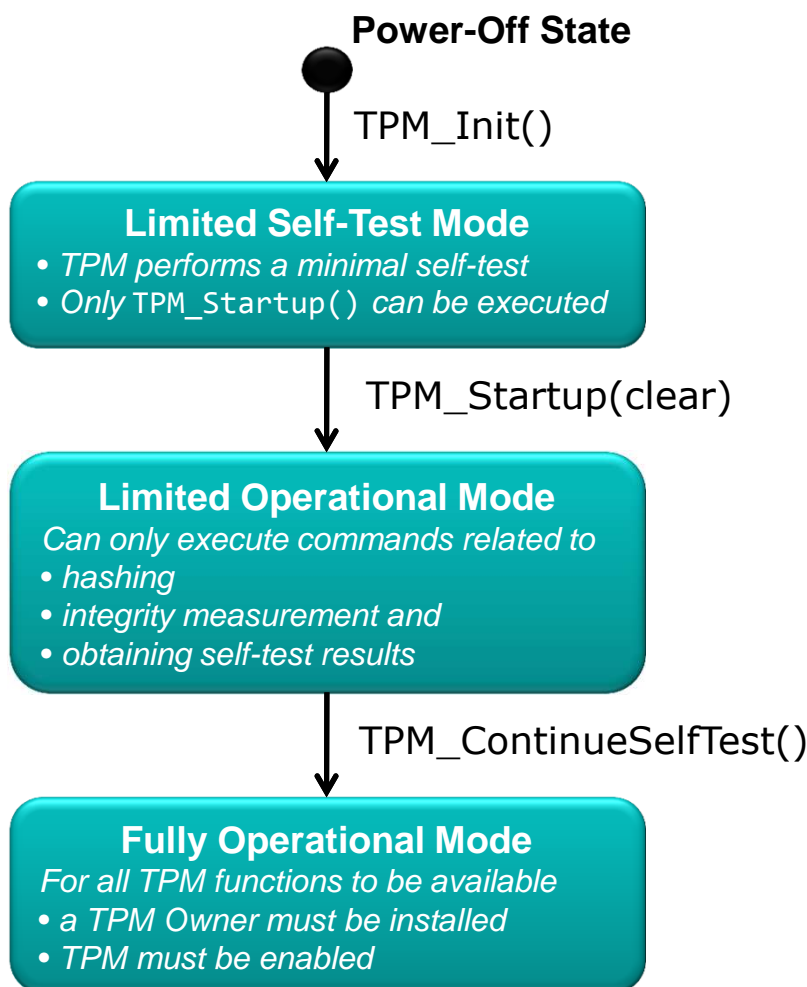 Power-Off State
TPM_Init()
Limited Self-Test Mode
• TPM performs a minimal self-test
• Only TPM_Startup() can be executed
TPM_Startup(clear)
Limited Operational Mode
Can only execute commands related to
• hashing
• integrity measurement and
• obtaining self-test results
TPM_ContinueSelfTest()
Fully Operational Mode
For all TPM functions to be available
• a TPM Owner must be installed
• TPM must be enabled